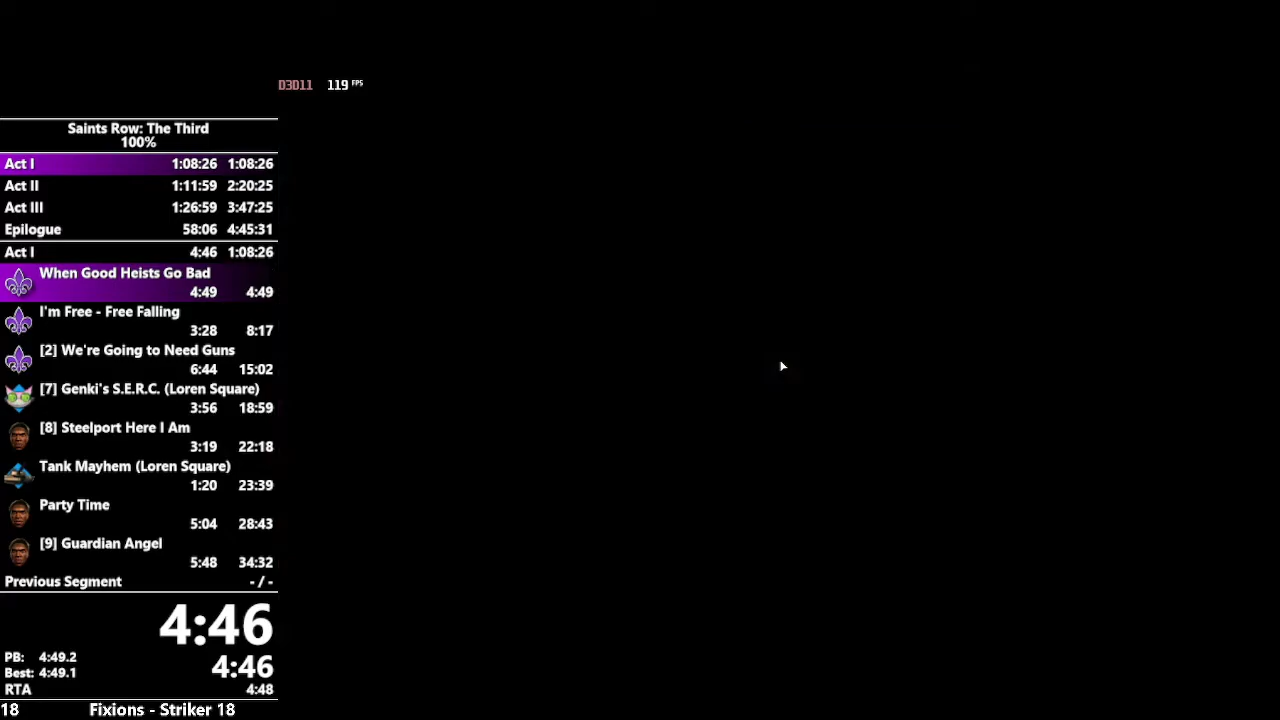 D3D11 119 FPS
Saints Row: The Third
100%
Act I 1:08:26 1:08:26
Act II 1:11:59 2:20:25
Act III 1:26:59 3:47:25
Epilogue 58:06 4:45:31
Act I 4:46 1:08:26
When Good Heists Go Bad
4:49 4:49
I'm Free - Free Falling
3:28 8:17
[2] We're Going to Need Guns
6:44 15:02
[7] Genki's S.E.R.C. (Loren Square)
3:56 18:59
[8] Steelport Here I Am
3:19 22:18
Tank Mayhem (Loren Square)
1:20 23:39
Party Time
5:04 28:43
[9] Guardian Angel
5:48 34:32
Previous Segment - / -
4:46
PB: 4:49.2
4:46
Best: 4:49.1
RTA 4:48
18 Fixions - Striker 18